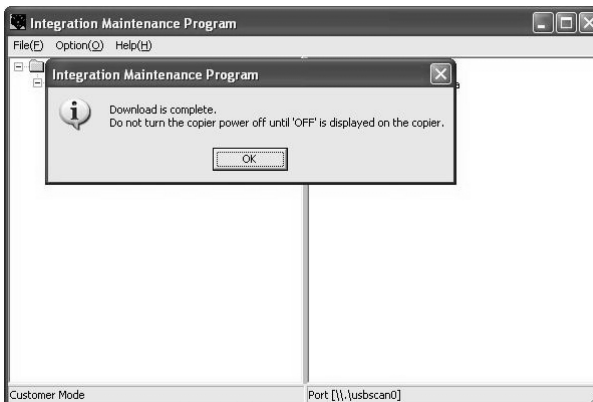 Integration Maintenance Program
File(F) Option(O) Help(H)
Integration Maintenance Program
Download is complete.
Do not turn the copier power off until 'OFF' is displayed on the copier.
OK
Customer Mode
Port [\\.\usbscan0]